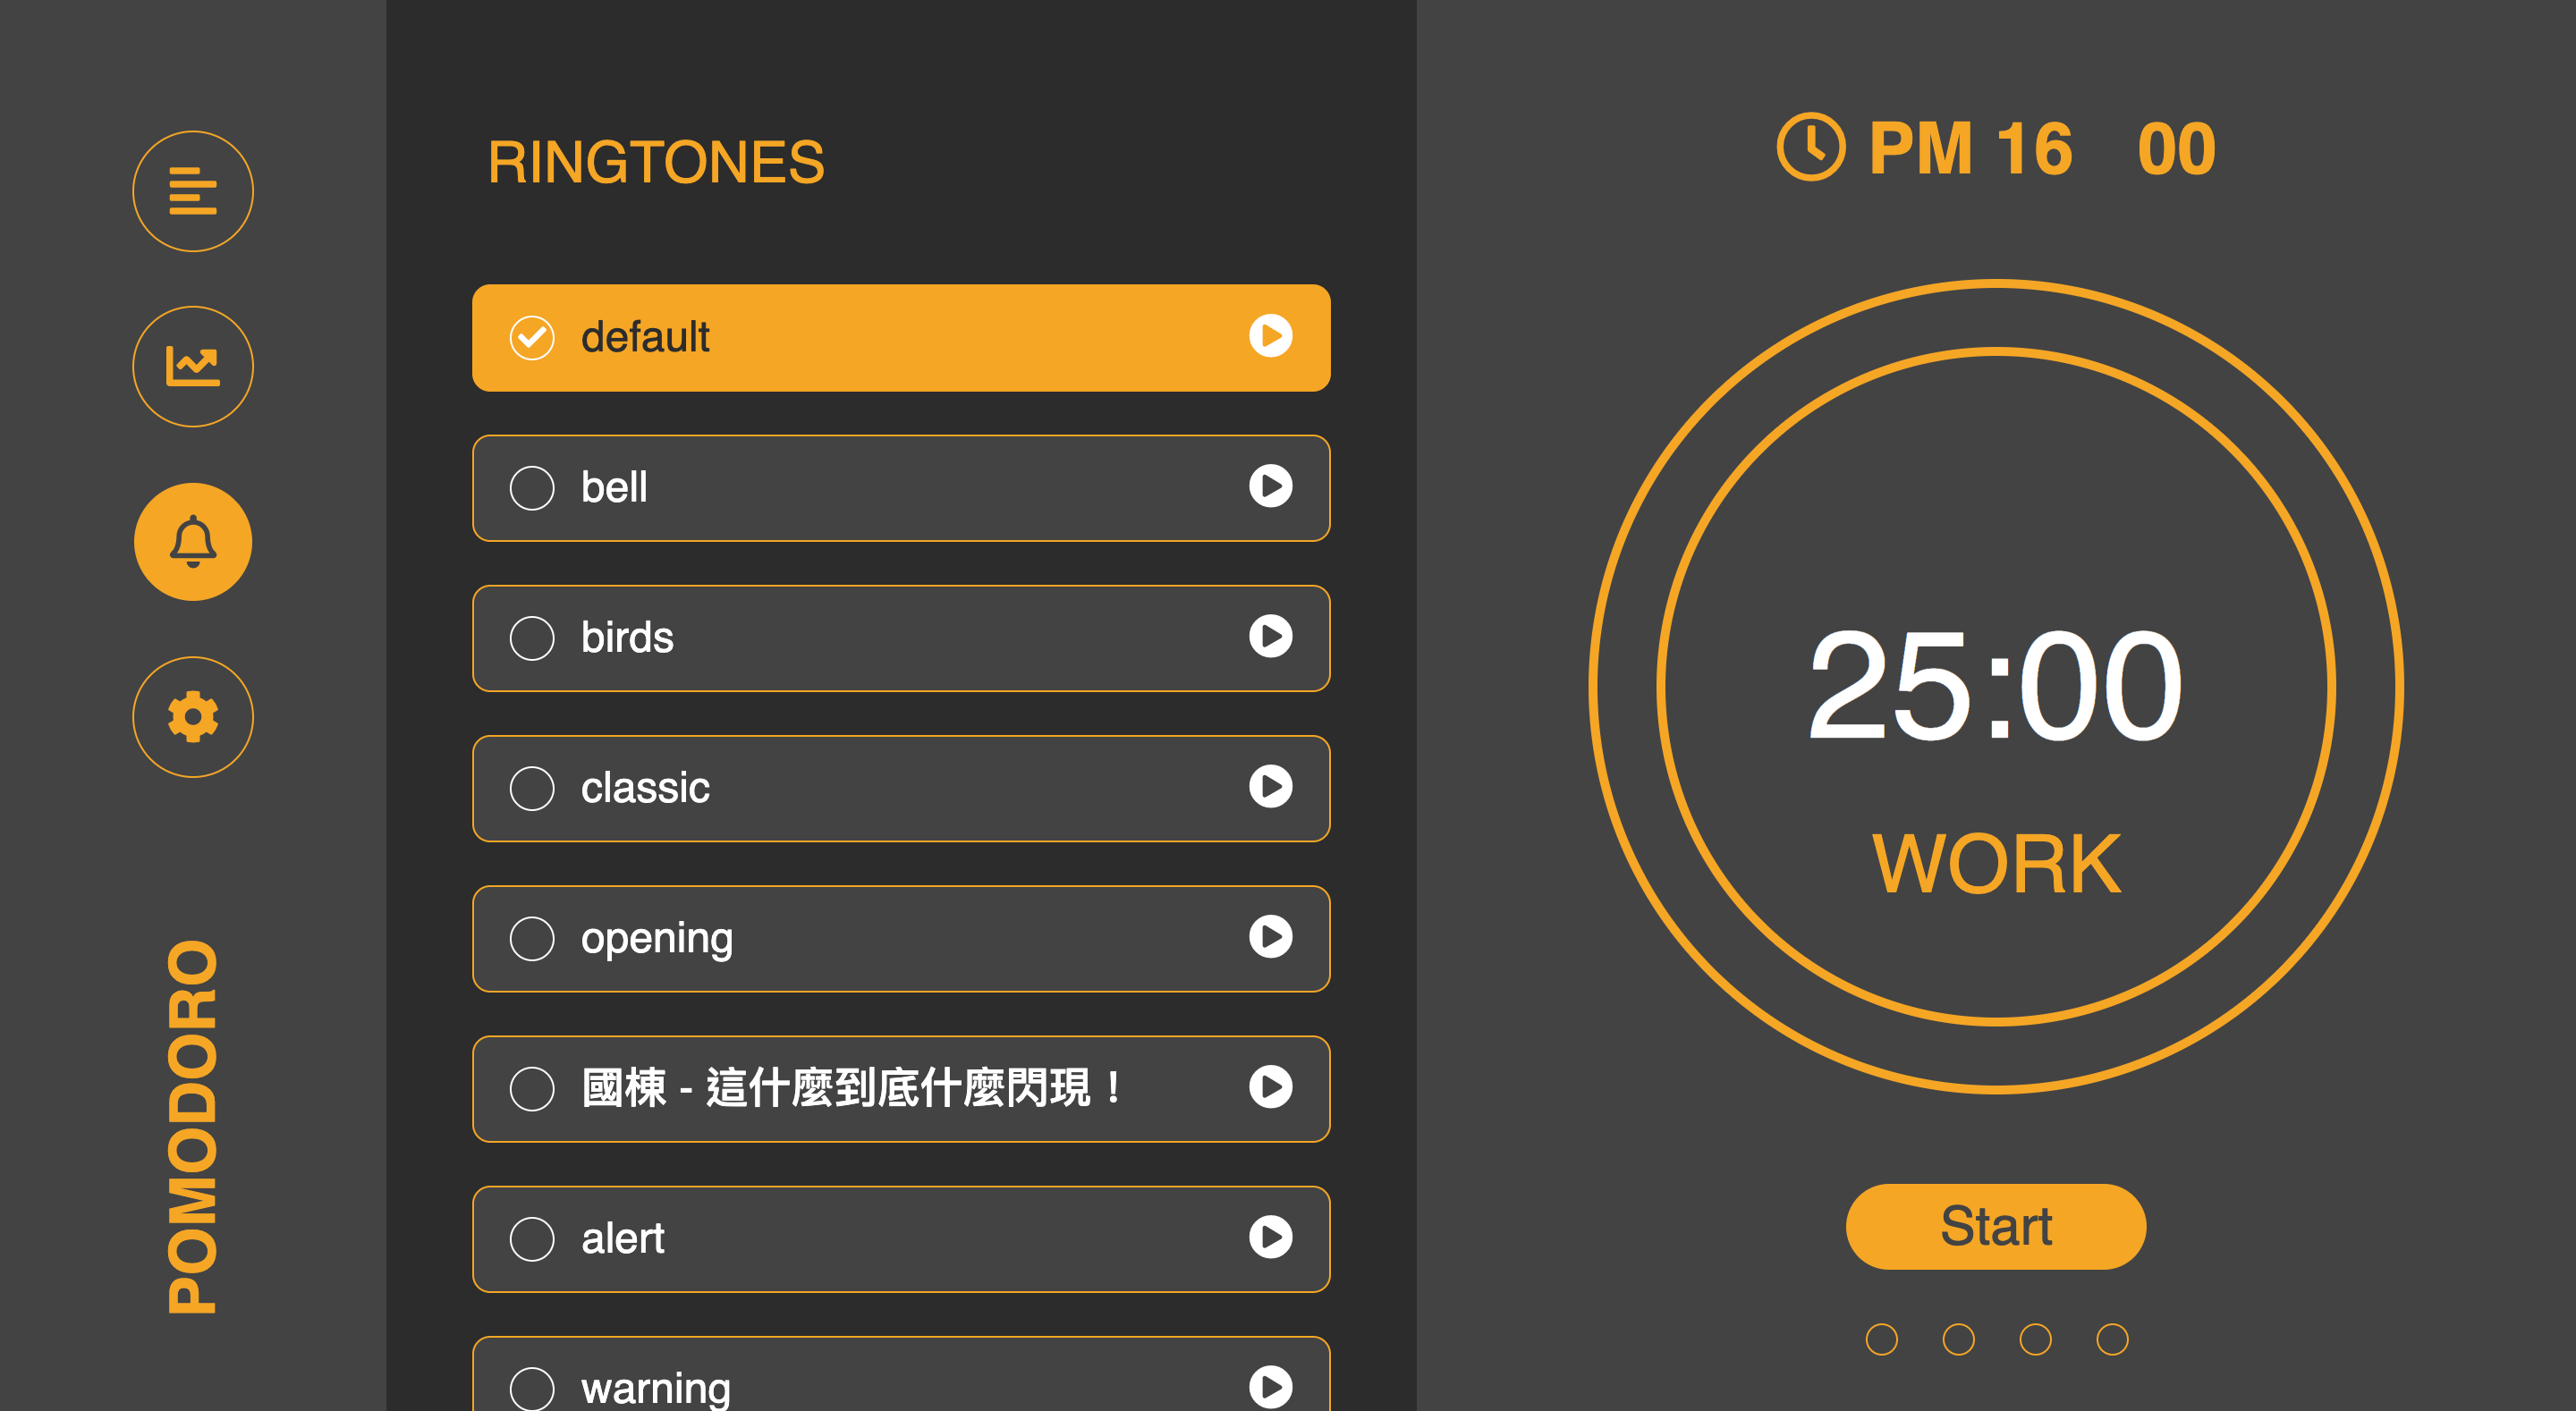 POMODORO
RINGTONES
default
bell
birds
classic
opening
國棟 - 這什麼到底什麼閃現！
alert
warning
PM 16 00
25:00
WORK
Start